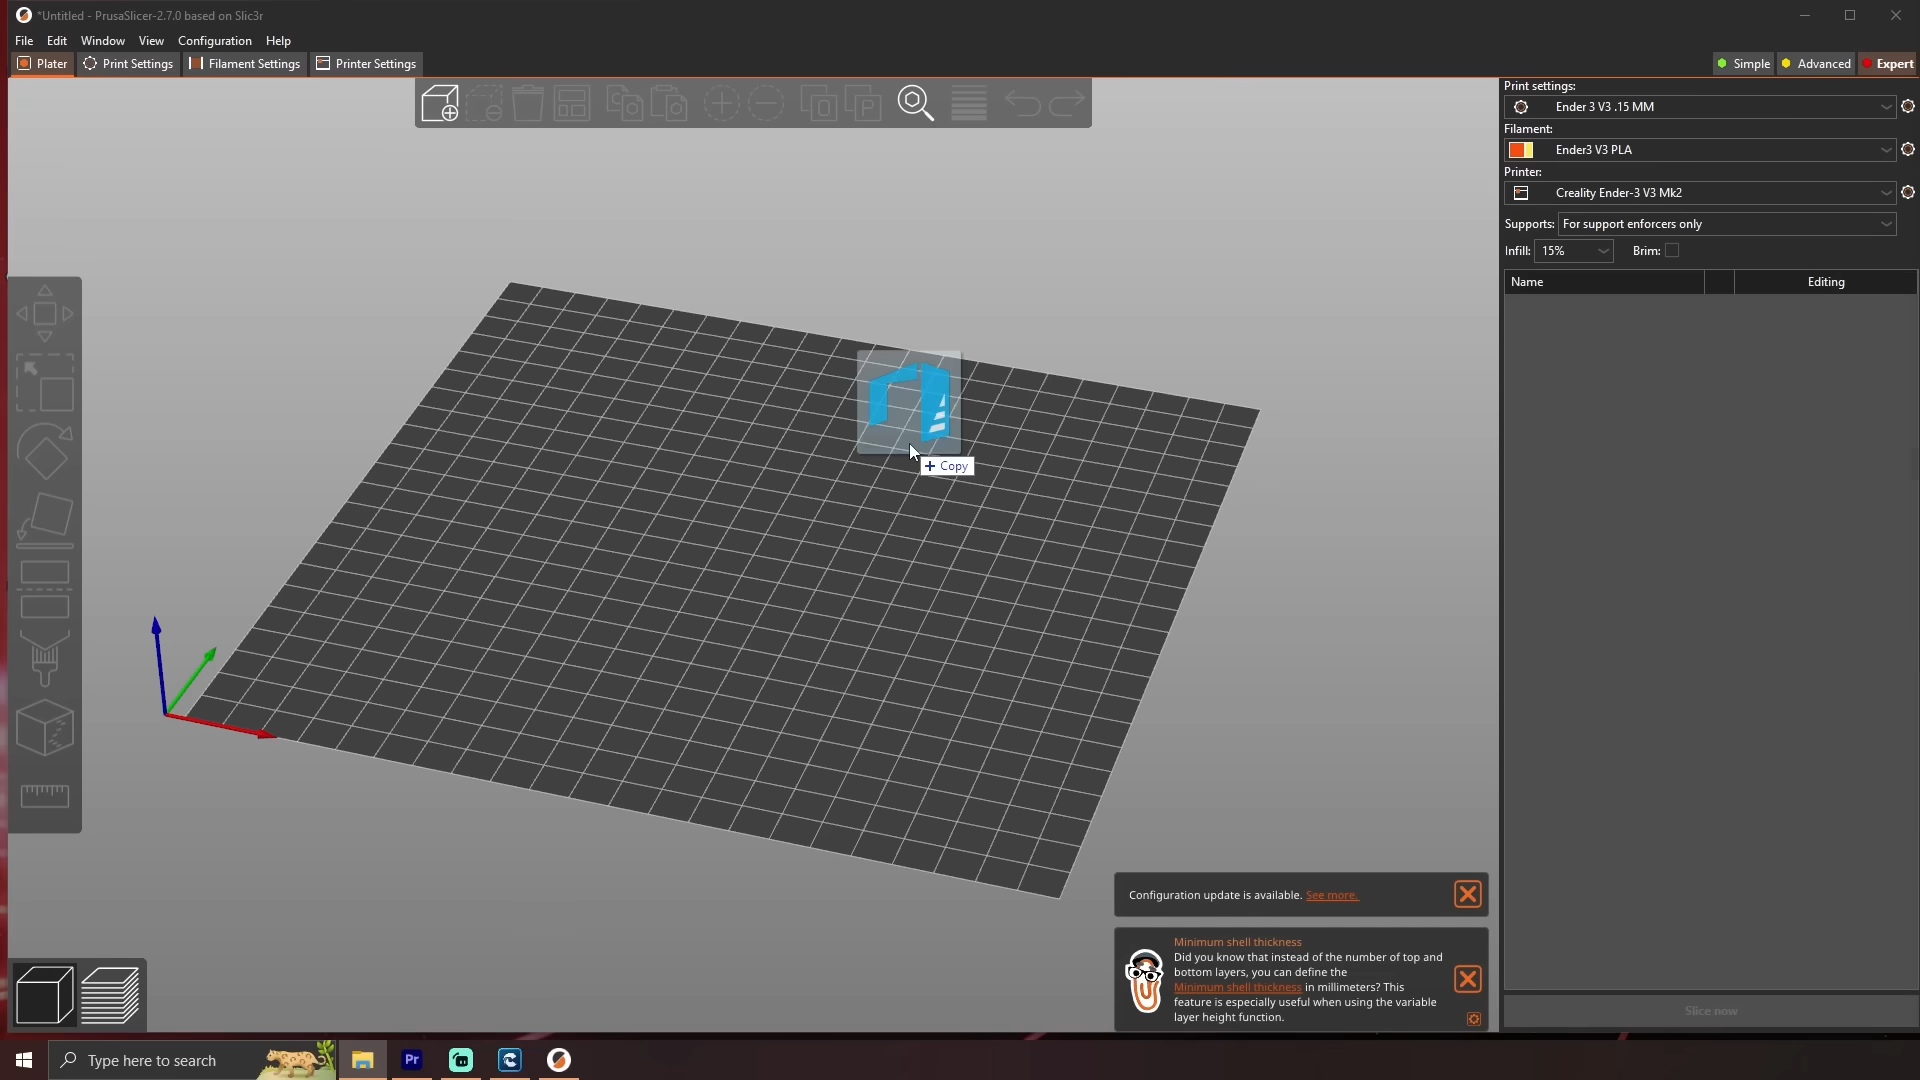 *Untitled - PrusaSlicer-2.7.0 based on Slic3r
File Edit Window View Configuration Help
Plater Print Settings Filament Settings Printer Settings
Simple Advanced Expert
Print settings:
Ender 3 V3 .15 MM
Filament:
Ender3 V3 PLA
Printer:
Creality Ender-3 V3 Mk2
Supports: For support enforcers only
Infill: 15% Brim:
Name Editing
+ Copy
Configuration update is available. See more.
Minimum shell thickness
Did you know that instead of the number of top and
bottom layers, you can define the
Minimum shell thickness in millimeters? This
feature is especially useful when using the variable
layer height function.
Slice now
Type here to search
Pr